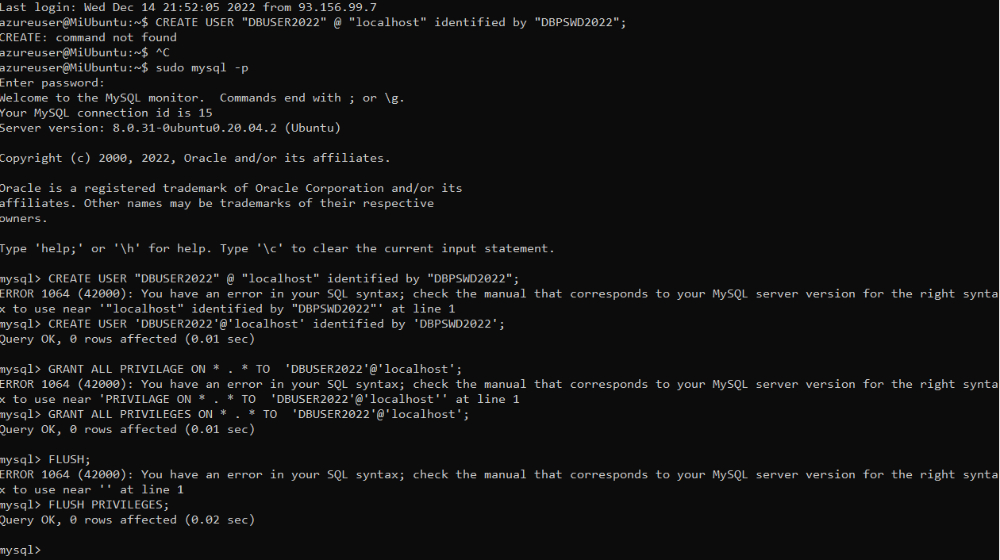 Last login: Wed Dec 14 21:52:05 2022 from 93.156.99.7
azureuser@MiUbuntu:~$ CREATE USER "DBUSER2022" @ "localhost" identified by "DBPSWD2022";
CREATE: command not found
azureuser@MiUbuntu:~$ ^C
azureuser@MiUbuntu:~$ sudo mysql -p
Enter password:
Welcome to the MySQL monitor.  Commands end with ; or \g.
Your MySQL connection id is 15
Server version: 8.0.31-0ubuntu0.20.04.2 (Ubuntu)

Copyright (c) 2000, 2022, Oracle and/or its affiliates.

Oracle is a registered trademark of Oracle Corporation and/or its
affiliates. Other names may be trademarks of their respective
owners.

Type 'help;' or '\h' for help. Type '\c' to clear the current input statement.

mysql> CREATE USER "DBUSER2022" @ "localhost" identified by "DBPSWD2022";
ERROR 1064 (42000): You have an error in your SQL syntax; check the manual that corresponds to your MySQL server version for the right synta
x to use near '"localhost" identified by "DBPSWD2022"' at line 1
mysql> CREATE USER 'DBUSER2022'@'localhost' identified by 'DBPSWD2022';
Query OK, 0 rows affected (0.01 sec)

mysql> GRANT ALL PRIVILAGE ON * . * TO  'DBUSER2022'@'localhost';
ERROR 1064 (42000): You have an error in your SQL syntax; check the manual that corresponds to your MySQL server version for the right synta
x to use near 'PRIVILAGE ON * . * TO  'DBUSER2022'@'localhost'' at line 1
mysql> GRANT ALL PRIVILEGES ON * . * TO  'DBUSER2022'@'localhost';
Query OK, 0 rows affected (0.01 sec)

mysql> FLUSH;
ERROR 1064 (42000): You have an error in your SQL syntax; check the manual that corresponds to your MySQL server version for the right synta
x to use near '' at line 1
mysql> FLUSH PRIVILEGES;
Query OK, 0 rows affected (0.02 sec)

mysql>